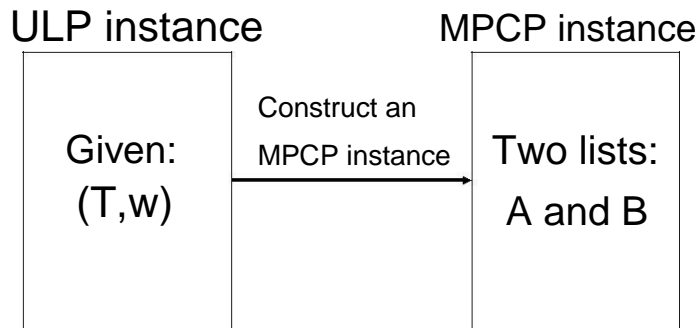 ULP instance
MPCP instance
Construct an
MPCP instance
Given:
(T,w)
Two lists:
A and B